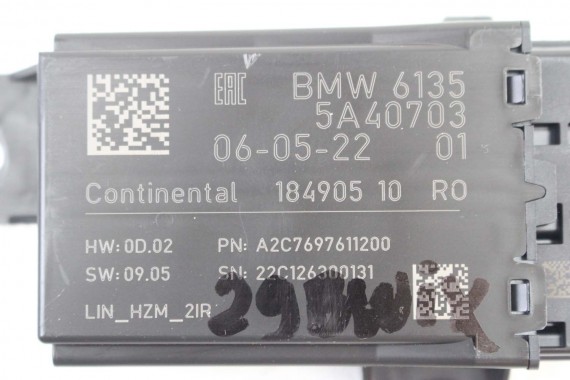 EAC BMW 6135
5A40703
06-05-22 01
Continental 184905 10 RO
HW: 0D.02 PN: A2C7697611200
SW: 09.05 SN: 22C126300131
LIN_HZM_2IR